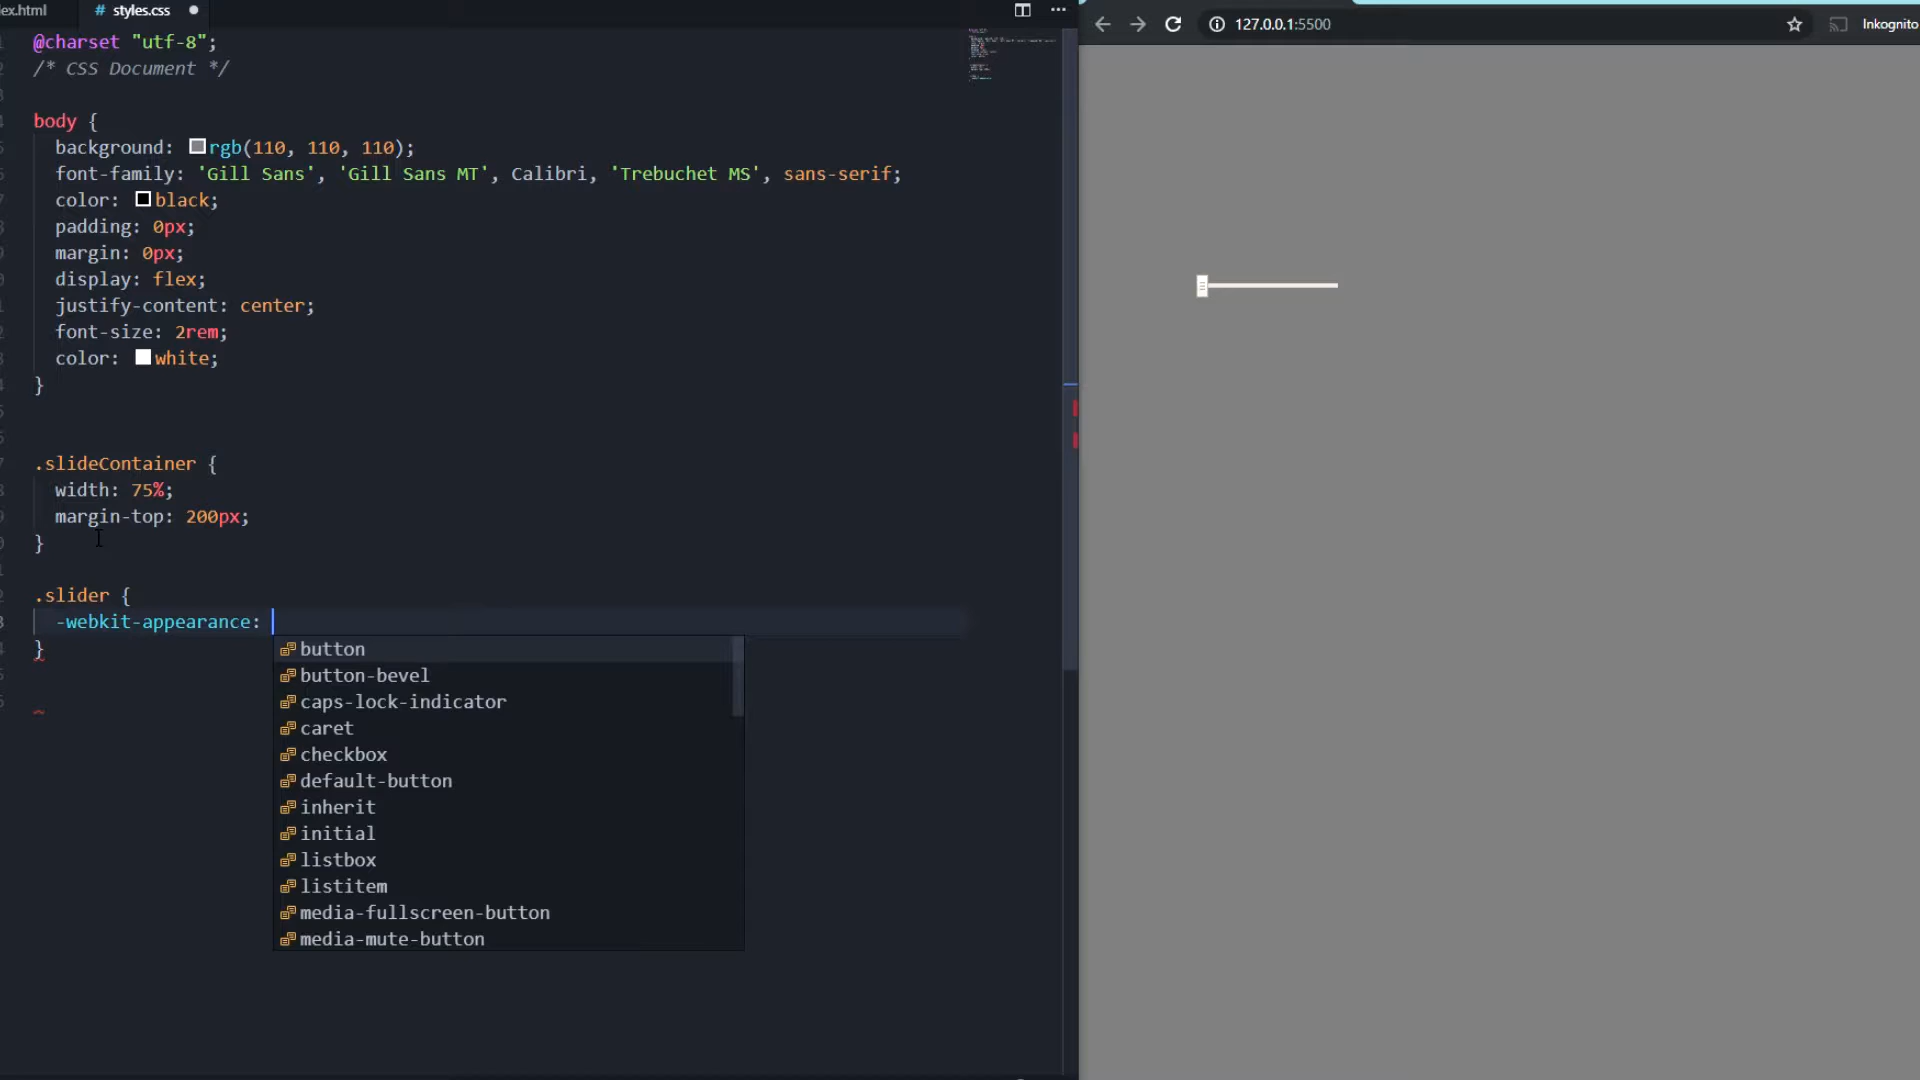 ex.html
# styles.css
127.0.0.1:5500
Inkognito
@charset "utf-8";
/* CSS Document */
body {
background: rgb(110, 110, 110);
font-family: 'Gill Sans', 'Gill Sans MT', Calibri, 'Trebuchet MS', sans-serif;
color: black;
padding: 0px;
margin: 0px;
display: flex;
justify-content: center;
font-size: 2rem;
color: white;
}
.slideContainer {
width: 75%;
margin-top: 200px;
}
.slider {
-webkit-appearance:
}
button
button-bevel
caps-lock-indicator
caret
checkbox
default-button
inherit
initial
listbox
listitem
media-fullscreen-button
media-mute-button